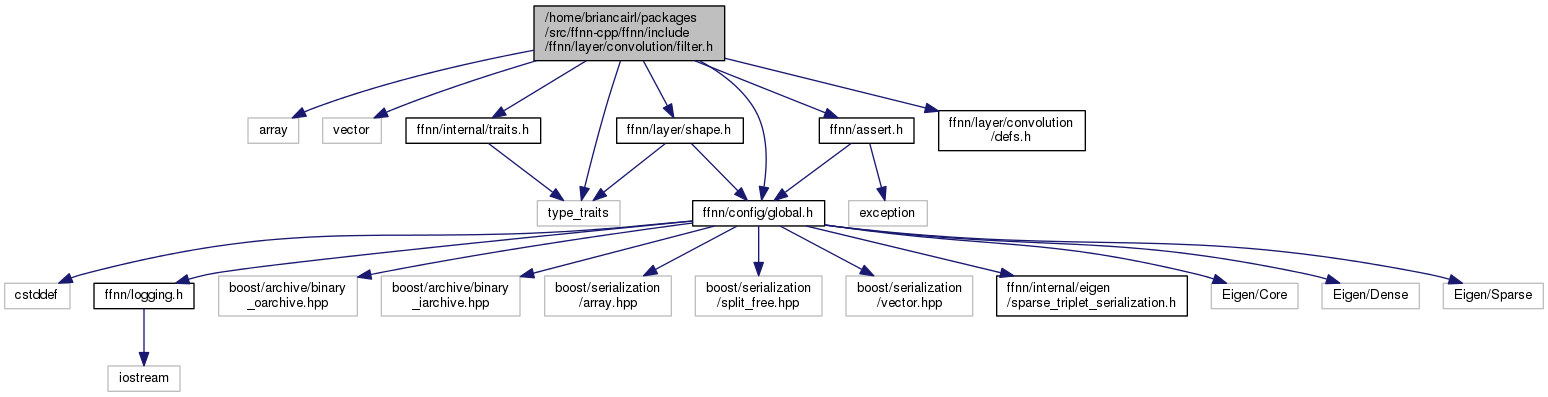 /home/briancairl/packages
/src/ffnn-cpp/ffnn/include
/ffnn/layer/convolution/filter.h
array
vector
ffnn/internal/traits.h
ffnn/layer/shape.h
ffnn/assert.h
ffnn/layer/convolution
/defs.h
type_traits
ffnn/config/global.h
exception
cstddef
ffnn/logging.h
boost/archive/binary
_oarchive.hpp
boost/archive/binary
_iarchive.hpp
boost/serialization
/array.hpp
boost/serialization
/split_free.hpp
boost/serialization
/vector.hpp
ffnn/internal/eigen
/sparse_triplet_serialization.h
Eigen/Core
Eigen/Dense
Eigen/Sparse
iostream